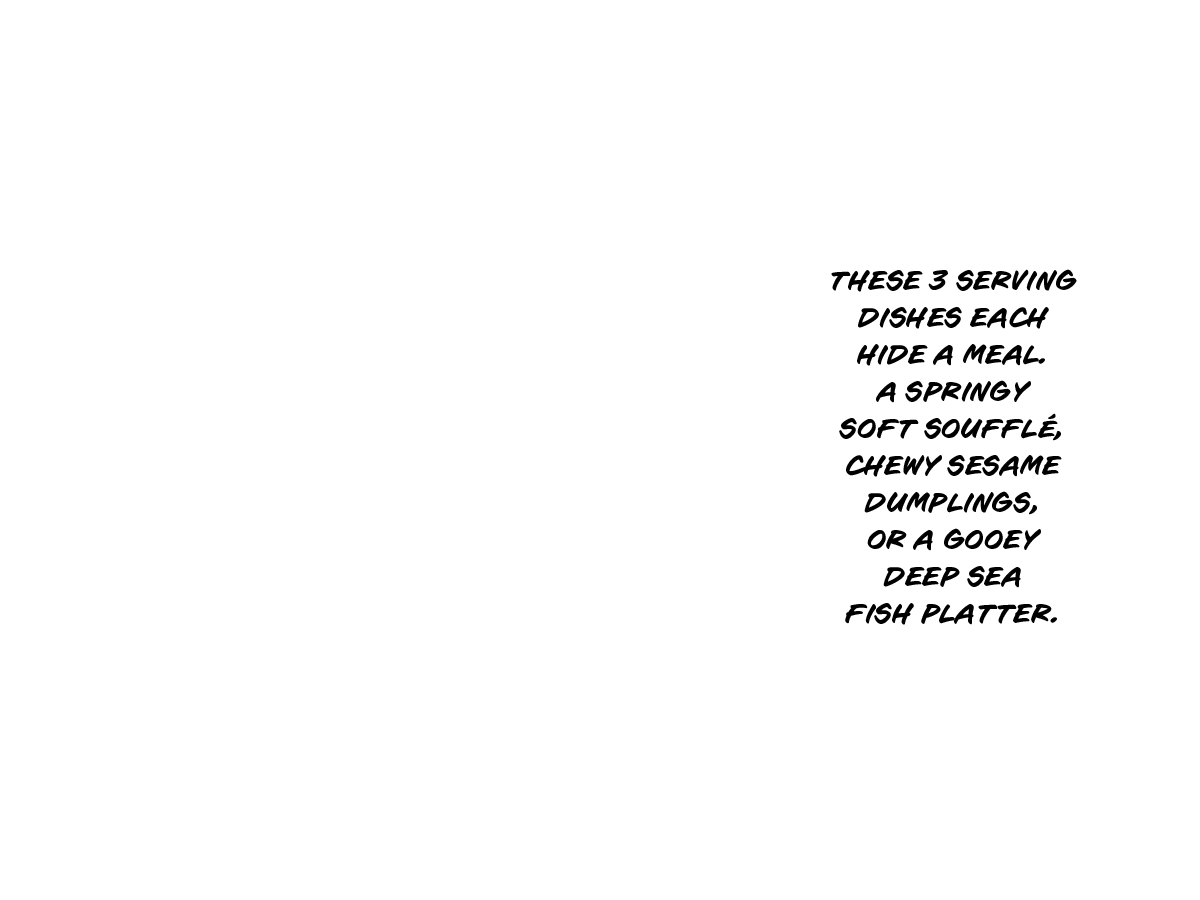 THESE 3 SERVING
DISHES EACH
HIDE A MEAL.
A SPRINGY
SOFT SOUFFLÉ,
CHEWY SESAME
DUMPLINGS,
OR A GOOEY
DEEP SEA
FISH PLATTER.